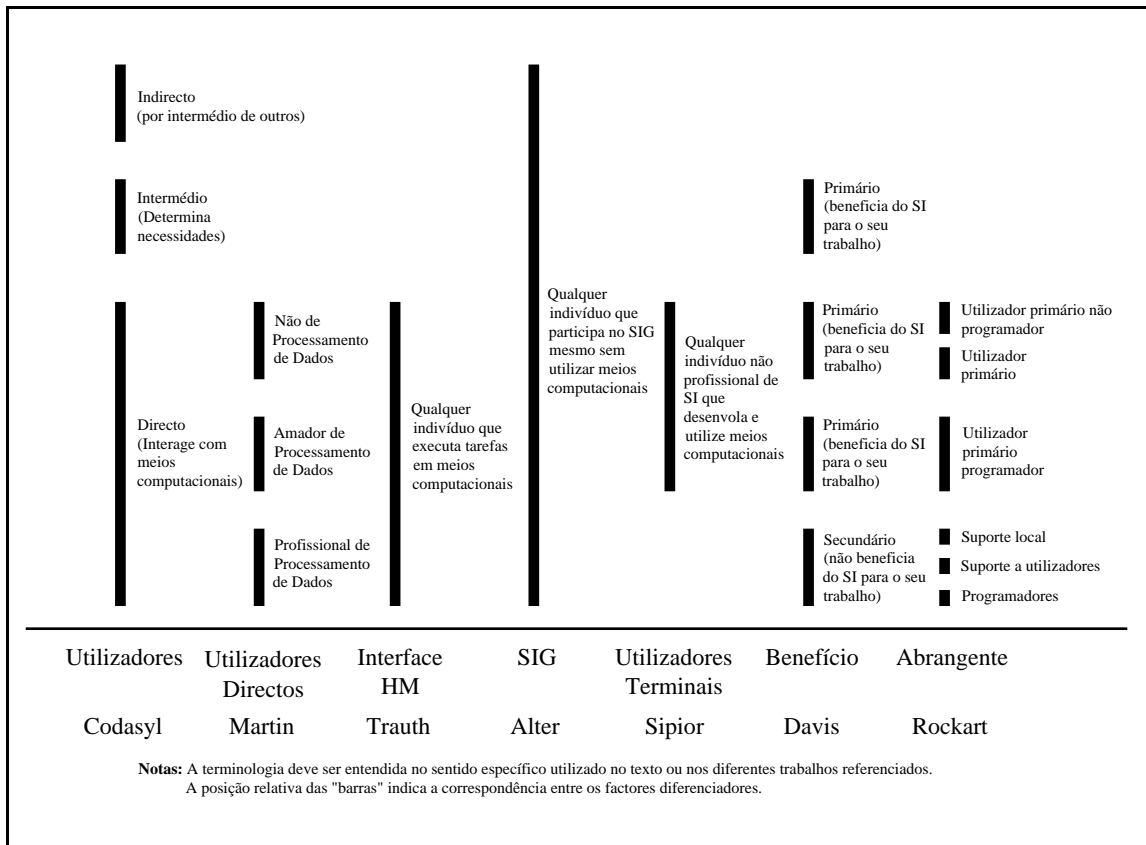 Indirecto
(por intermédio de outros)
Intermédio
(Determina
necessidades)
Directo
(Interage com
meios
computacionais)
Não de
Processamento
de Dados
Amador de
Processamento
de Dados
Profissional de
Processamento
de Dados
Qualquer
indivíduo que
executa tarefas
em meios
computacionais
Qualquer
indivíduo que
participa no SIG
mesmo sem
utilizar meios
computacionais
Qualquer
indivíduo não
profissional de
SI que
desenvola e
utilize meios
computacionais
Primário
(beneficia do SI
para o seu
trabalho)
Primário
(beneficia do SI
para o seu
trabalho)
Primário
(beneficia do SI
para o seu
trabalho)
Secundário
(não beneficia
do SI para o seu
trabalho)
Utilizador primário não
programador
Utilizador
primário
Utilizador
primário
programador
Suporte local
Suporte a utilizadores
Programadores
Utilizadores
Utilizadores
Directos
Interface
HM
SIG
Utilizadores
Terminais
Benefício
Abrangente
Codasyl
Martin
Trauth
Alter
Sipior
Davis
Rockart
Notas: A terminologia deve ser entendida no sentido específico utilizado no texto ou nos diferentes trabalhos referenciados.
A posição relativa das "barras" indica a correspondência entre os factores diferenciadores.